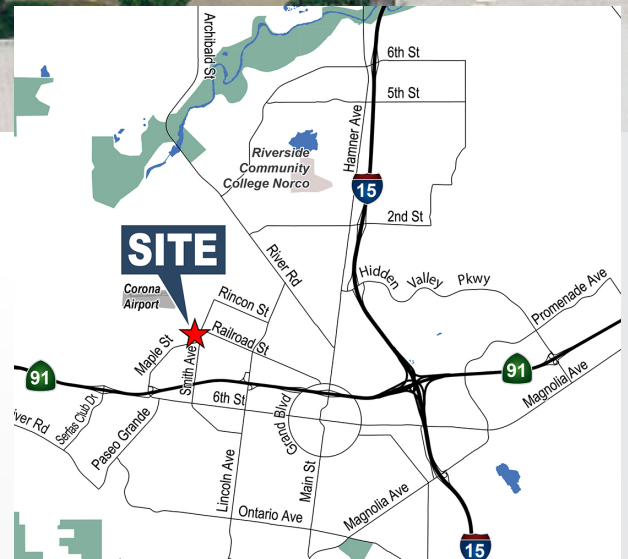 Archibald St
6th St
5th St
Hamner Ave
Riverside
Community
College Norco
15
2nd St
SITE
River Rd
Hidden Valley Pkwy
Corona
Airport
Promenade Ave
Rincon St
Railroad St
Maple St
Smith Ave
91
91
6th St
Magnolia Ave
Grand Blvd
iver Rd
Serfas Club Dr
Paseo Grande
Lincoln Ave
Main St
Magnolia Ave
Ontario Ave
15